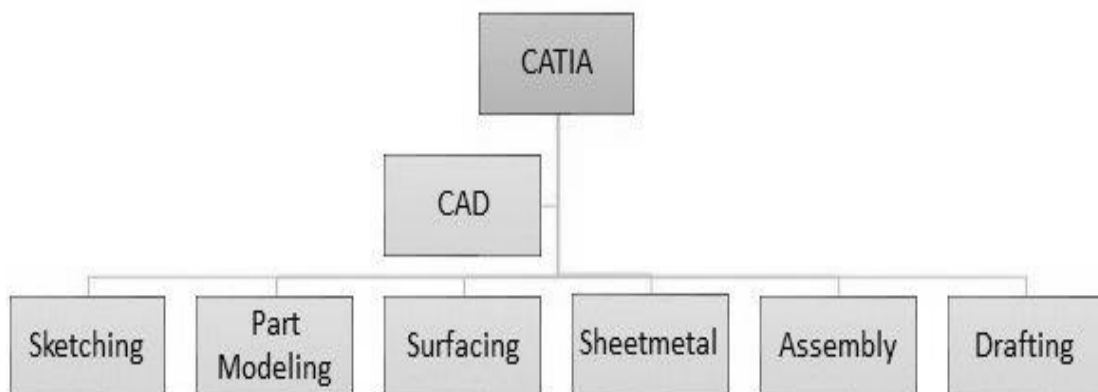 CATIA
CAD
Sketching
Part
Modeling
Surfacing
Sheetmetal
Assembly
Drafting